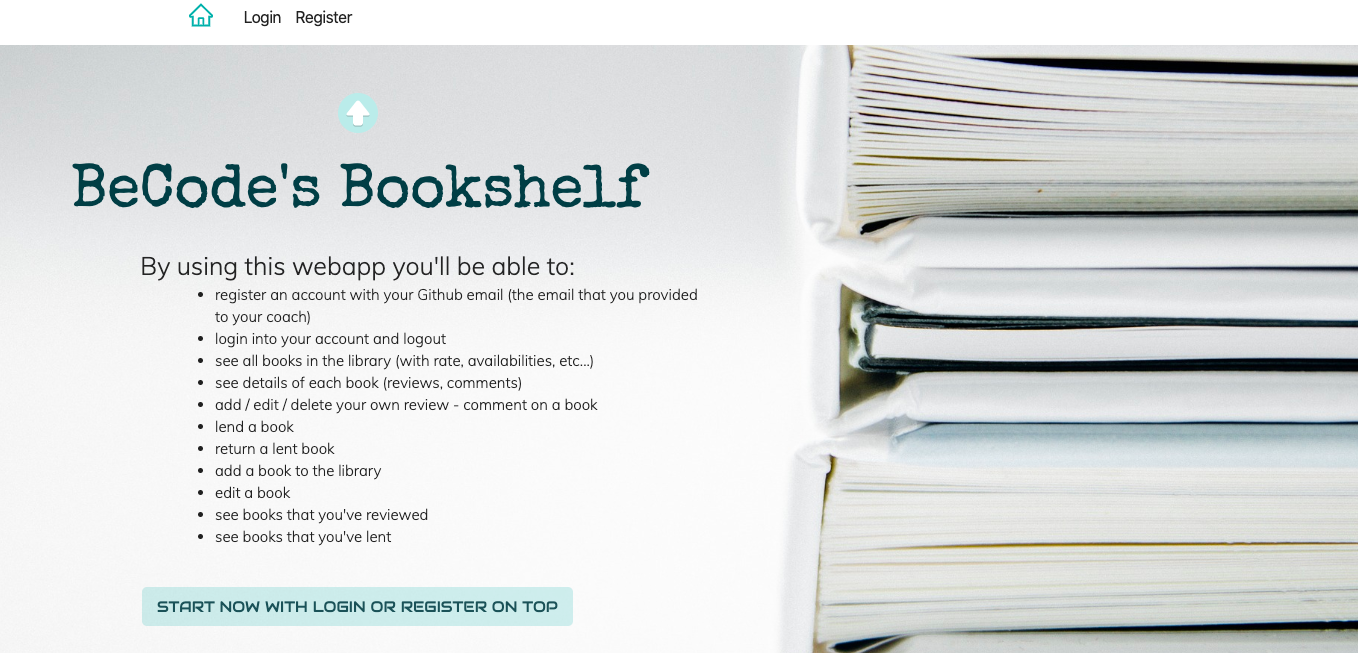 Login Register
BeCode's Bookshelf
By using this webapp you'll be able to:
• register an account with your Github email (the email that you provided
to your coach)
• login into your account and logout
• see all books in the library (with rate, availabilities, etc...)
• see details of each book (reviews, comments)
• add / edit / delete your own review - comment on a book
• lend a book
• return a lent book
• add a book to the library
• edit a book
• see books that you've reviewed
• see books that you've lent
START NOW WITH LOGIN OR REGISTER ON TOP